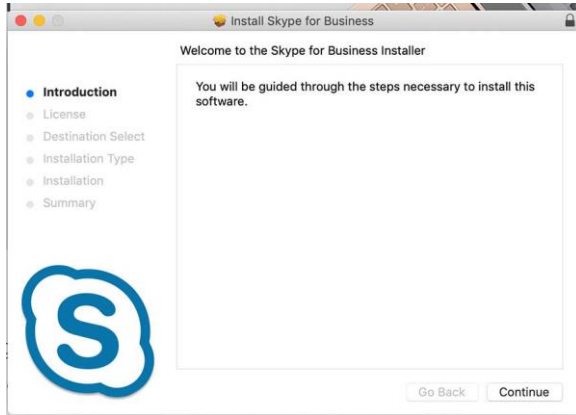 Install Skype for Business
Welcome to the Skype for Business Installer
You will be guided through the steps necessary to install this
software.
Introduction
License
Destination Select
Installation Type
Installation
Summary
S
Go Back
Continue